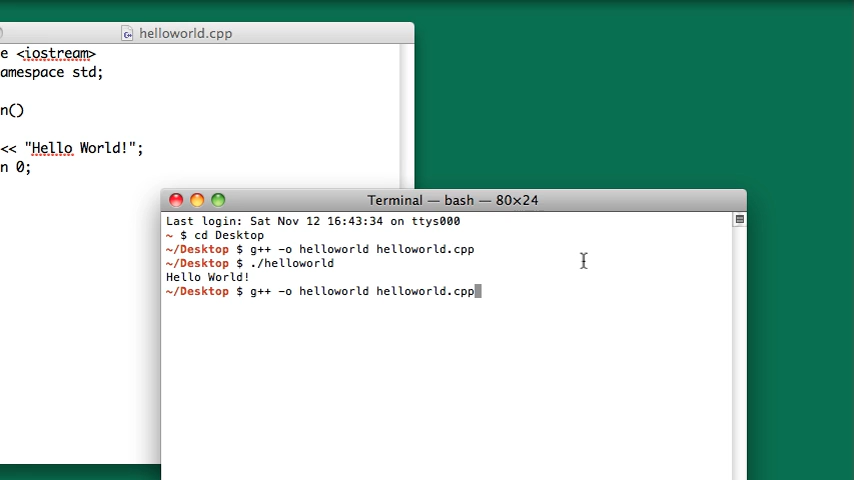 helloworld.cpp
e <iostream>
amespace std;
n()
<< "Hello World!";
n 0;
Terminal — bash — 80×24
Last login: Sat Nov 12 16:43:34 on ttys000
~ $ cd Desktop
~/Desktop $ g++ -o helloworld helloworld.cpp
~/Desktop $ ./helloworld
Hello World!
~/Desktop $ g++ -o helloworld helloworld.cpp